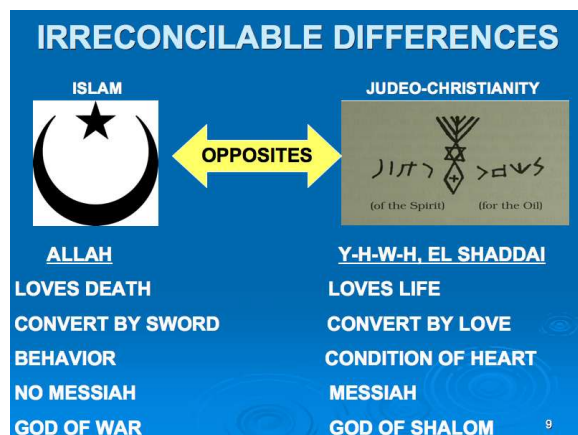 IRRECONCILABLE DIFFERENCES
ISLAM
JUDEO-CHRISTIANITY
OPPOSITES
(of the Spirit) (for the Oil)
ALLAH
Y-H-W-H, EL SHADDAI
LOVES DEATH
LOVES LIFE
CONVERT BY SWORD
CONVERT BY LOVE
BEHAVIOR
CONDITION OF HEART
NO MESSIAH
MESSIAH
GOD OF WAR
GOD OF SHALOM
9